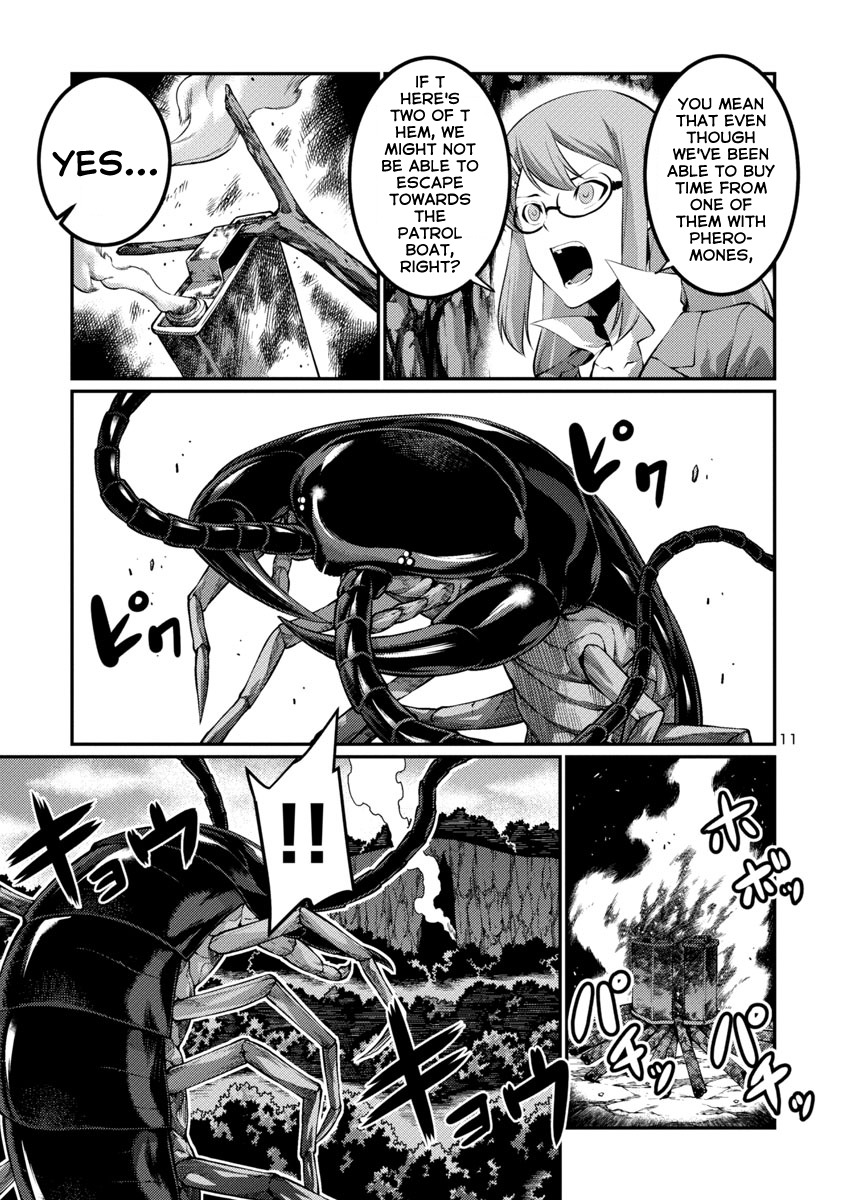 YOU MEAN
THAT EVEN
THOUGH
WE'VE BEEN
ABLE TO BUY
TIME FROM
ONE OF
THEM WITH
PHERO-
MONES,
IF T
HERE'S
TWO OF T
HEM, WE
MIGHT NOT
BE ABLE TO
ESCAPE
TOWARDS
THE
PATROL
BOAT,
RIGHT?
YES...
ピク
ピク
11
ボ
ボッ
パチッ
パチッ
!!
キョウ
キョウ